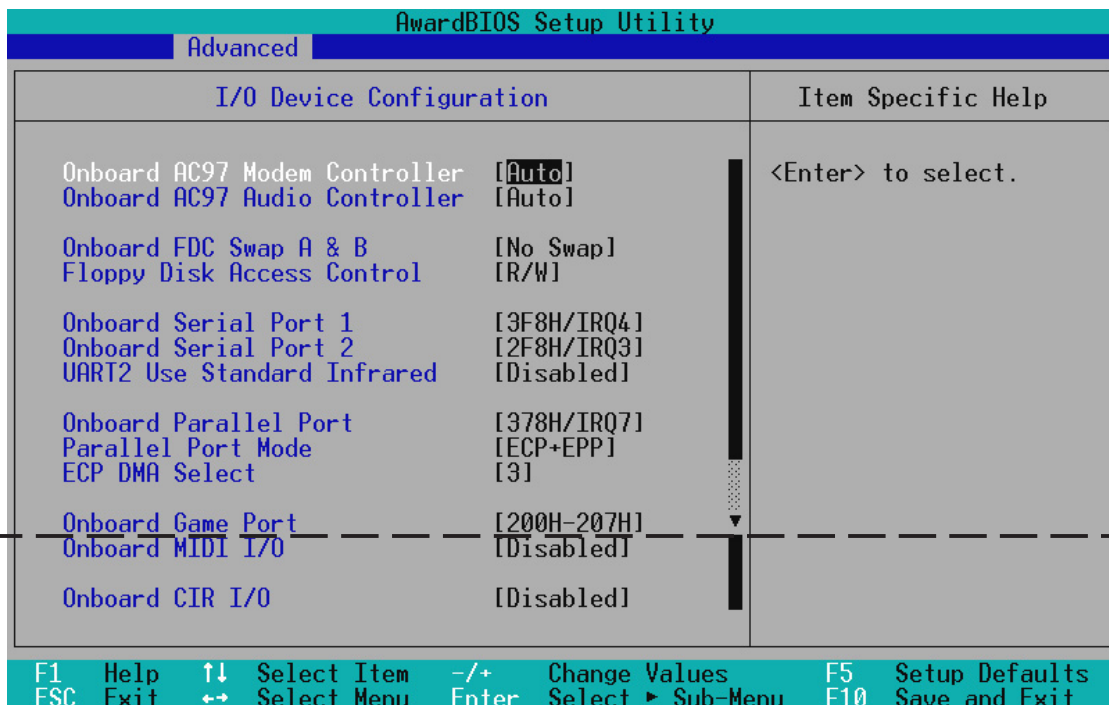 AwardBIOS Setup Utility
Advanced
I/O Device Configuration
Item Specific Help
Onboard AC97 Modem Controller [Auto]
<Enter> to select.
Onboard AC97 Audio Controller [Auto]
Onboard FDC Swap A & B [No Swap]
Floppy Disk Access Control [R/W]
Onboard Serial Port 1 [3F8H/IRQ4]
Onboard Serial Port 2 [2F8H/IRQ3]
UART2 Use Standard Infrared [Disabled]
Onboard Parallel Port [378H/IRQ7]
Parallel Port Mode [ECP+EPP]
ECP DMA Select [3]
Onboard Game Port [200H-207H]
Onboard MIDI I/O [Disabled]
Onboard CIR I/O [Disabled]
F1 Help ↑↓ Select Item -/+ Change Values F5 Setup Defaults
ESC Exit ←→ Select Menu Enter Select ► Sub-Menu F10 Save and Exit